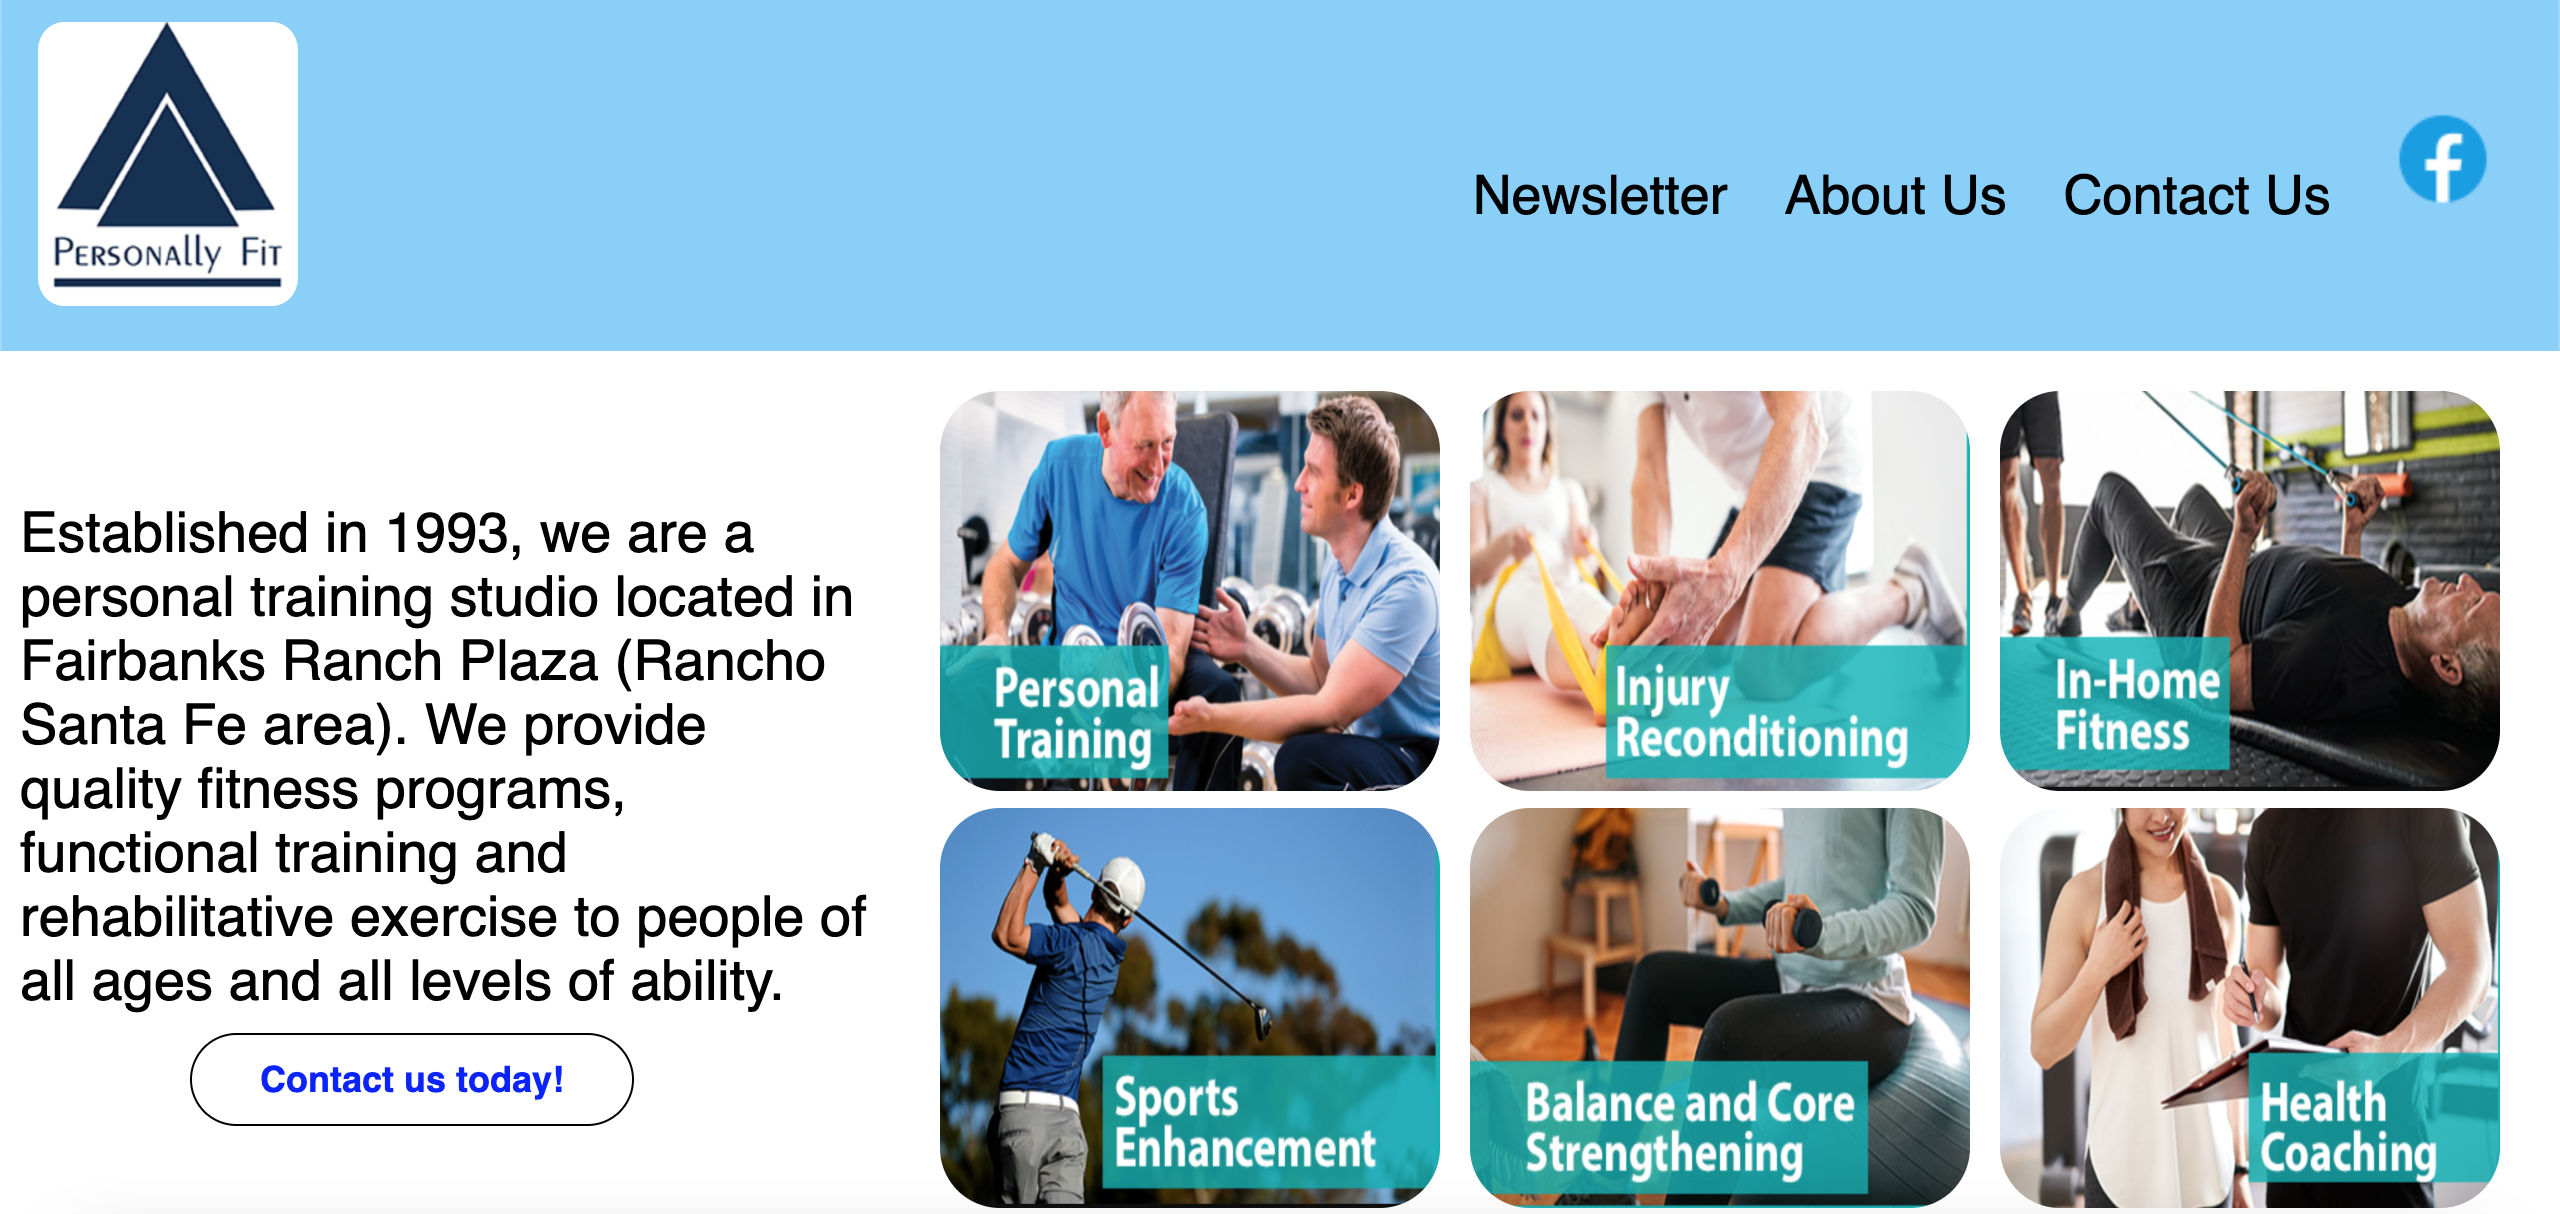 Personally Fit
Newsletter About Us Contact Us
Established in 1993, we are a
personal training studio located in
Fairbanks Ranch Plaza (Rancho
Santa Fe area). We provide
quality fitness programs,
functional training and
rehabilitative exercise to people of
all ages and all levels of ability.
Contact us today!
Personal
Training
Injury
Reconditioning
In-Home
Fitness
Sports
Enhancement
Balance and Core
Strengthening
Health
Coaching